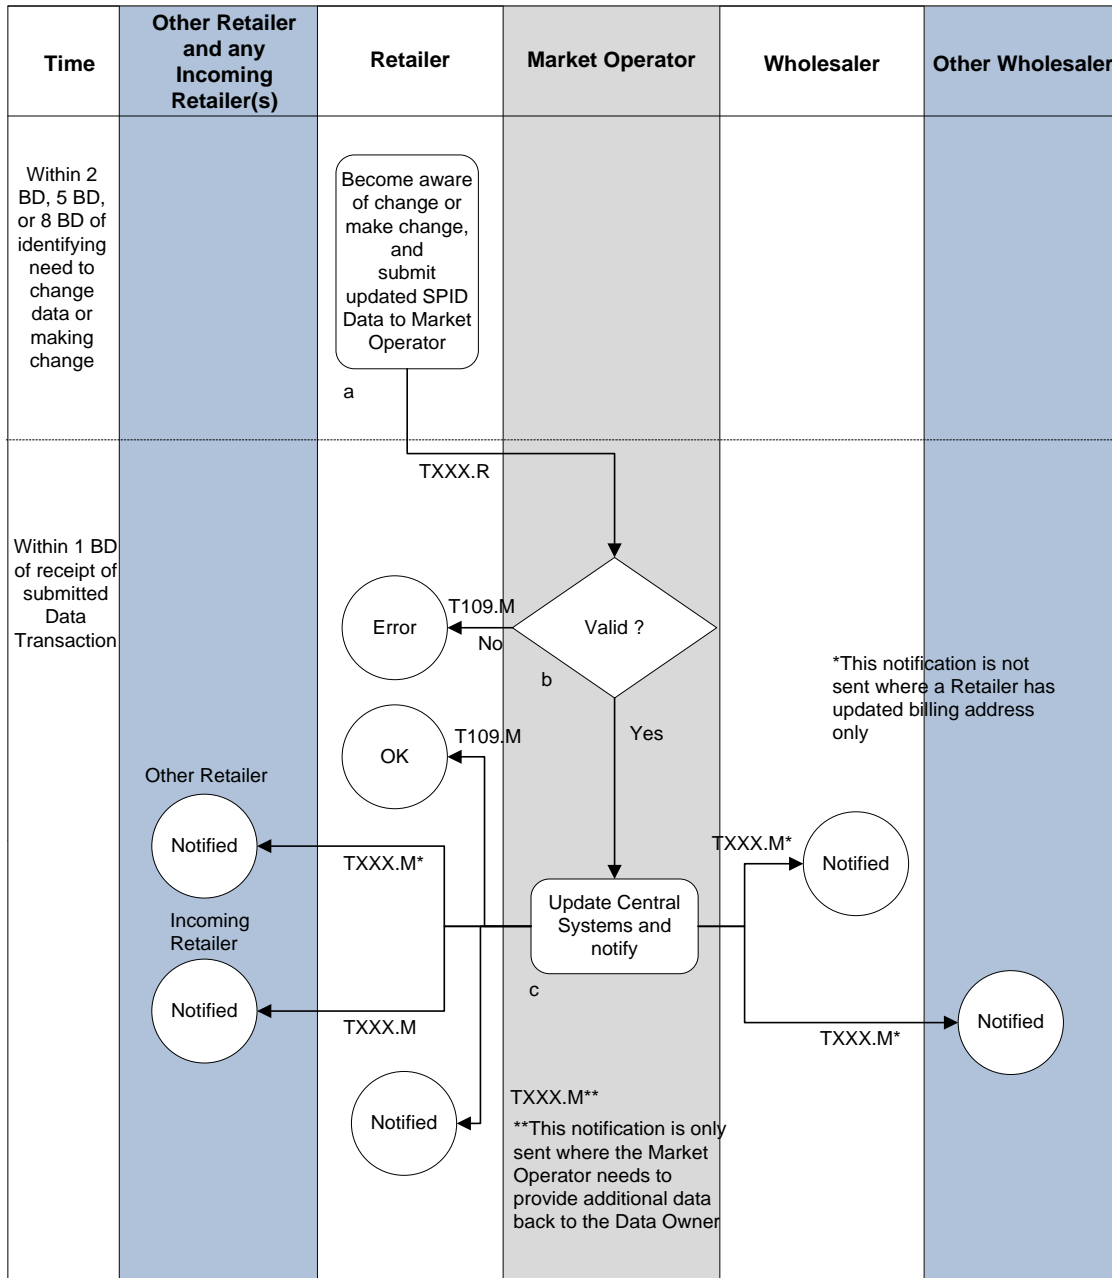 Time
Other Retailer
and any
Incoming
Retailer(s)
Retailer
Market Operator
Wholesaler
Other Wholesaler
Within 2
BD, 5 BD,
or 8 BD of
identifying
need to
change
data or
making
change
Become aware
of change or
make change,
and
submit
updated SPID
Data to Market
Operator
a
TXXX.R
Within 1 BD
of receipt of
submitted
Data
Transaction
Error
T109.M
No
Valid ?
b
*This notification is not
sent where a Retailer has
updated billing address
only
Yes
OK
T109.M
Other Retailer
Notified
TXXX.M*
TXXX.M*
Notified
Update Central
Systems and
notify
c
Incoming
Retailer
Notified
TXXX.M
TXXX.M*
Notified
Notified
TXXX.M**
**This notification is only
sent where the Market
Operator needs to
provide additional data
back to the Data Owner